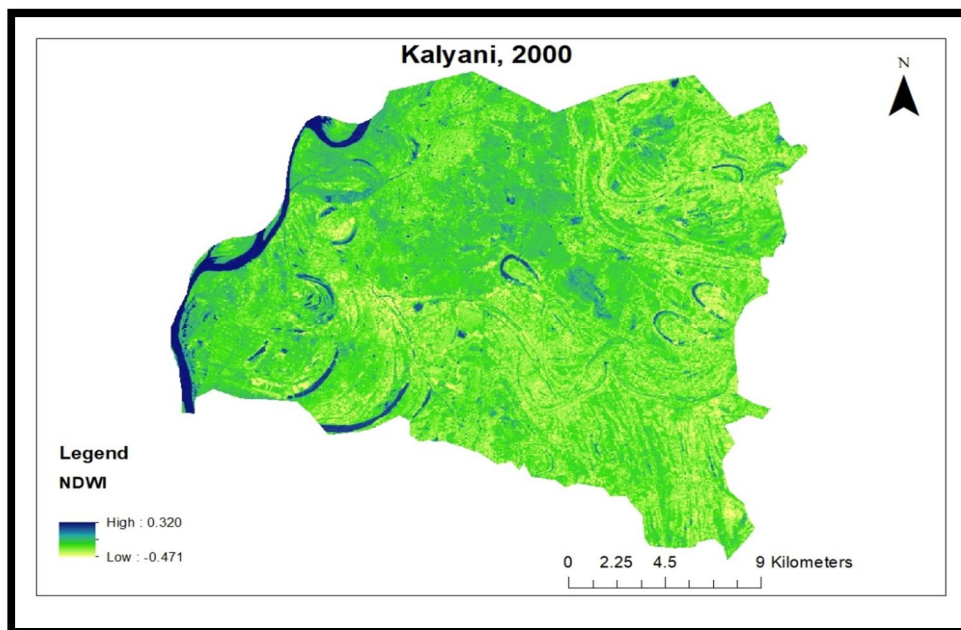 Kalyani, 2000
N
Legend
NDWI
High : 0.320
Low : -0.471
0 2.25 4.5 9 Kilometers